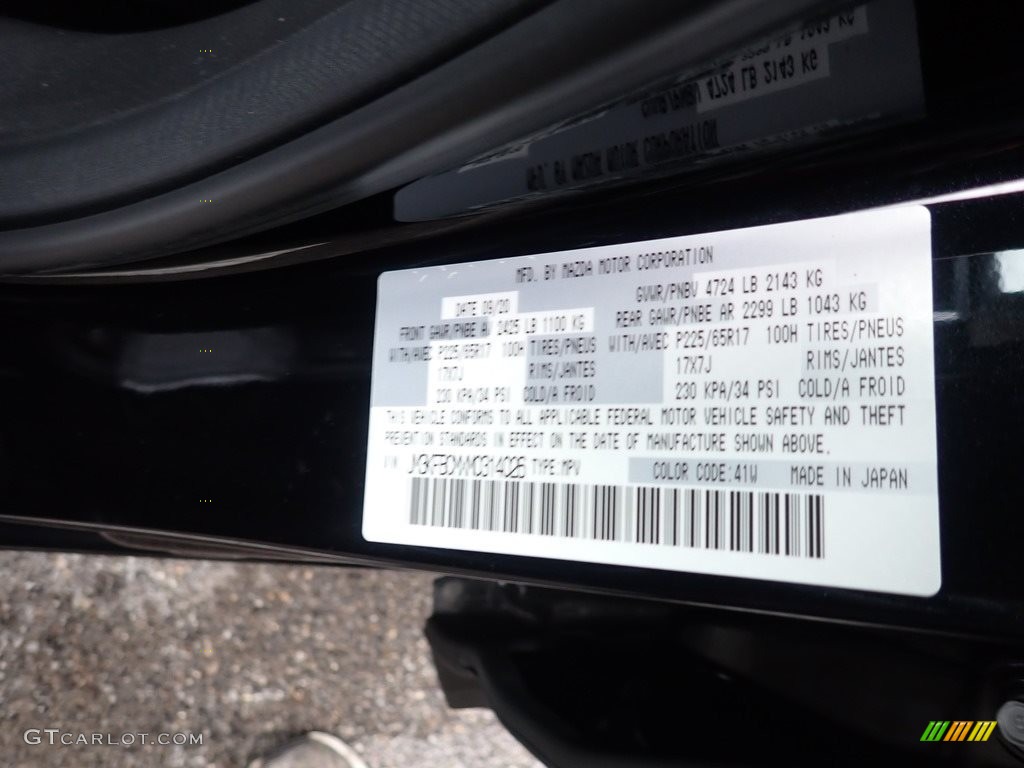 MFD. BY MAZDA MOTOR CORPORATION
DATE 09/20 GVWR/PNBV 4724 LB 2143 KG
FRONT GAWR/PNBE AV 2425 LB 1100 KG REAR GAWR/PNBE AR 2299 LB 1043 KG
WITH/AVEC P225/65R17 100H TIRES/PNEUS WITH/AVEC P225/65R17 100H TIRES/PNEUS
17X7J RIMS/JANTES 17X7J RIMS/JANTES
230 KPA/34 PSI COLD/A FROID 230 KPA/34 PSI COLD/A FROID
THIS VEHICLE CONFORMS TO ALL APPLICABLE FEDERAL MOTOR VEHICLE SAFETY AND THEFT
PREVENTION STANDARDS IN EFFECT ON THE DATE OF MANUFACTURE SHOWN ABOVE.
VIN: TYPE:MPV COLOR CODE:41W MADE IN JAPAN
GTCARLOT.COM